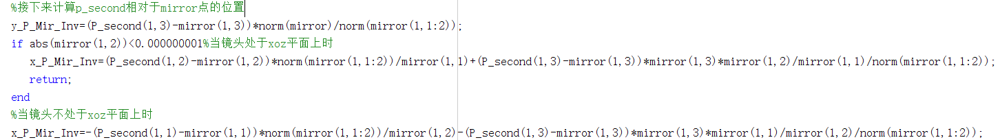 %接下来计算p_second相对于mirror点的位置
y_P_Mir_Inv=(P_second(1,3)-mirror(1,3))*norm(mirror)/norm(mirror(1,1:2));
if abs(mirror(1,2))<0.000000001%当镜头处于xoz平面上时
x_P_Mir_Inv=(P_second(1,2)-mirror(1,2))*norm(mirror(1,1:2))/mirror(1,1)+(P_second(1,3)-mirror(1,3))*mirror(1,3)*mirror(1,2)/mirror(1,1)/norm(mirror(1,1:2));
return;
end
%当镜头不处于xoz平面上时
x_P_Mir_Inv=-(P_second(1,1)-mirror(1,1))*norm(mirror(1,1:2))/mirror(1,2)-(P_second(1,3)-mirror(1,3))*mirror(1,3)*mirror(1,1)/mirror(1,2)/norm(mirror(1,1:2));